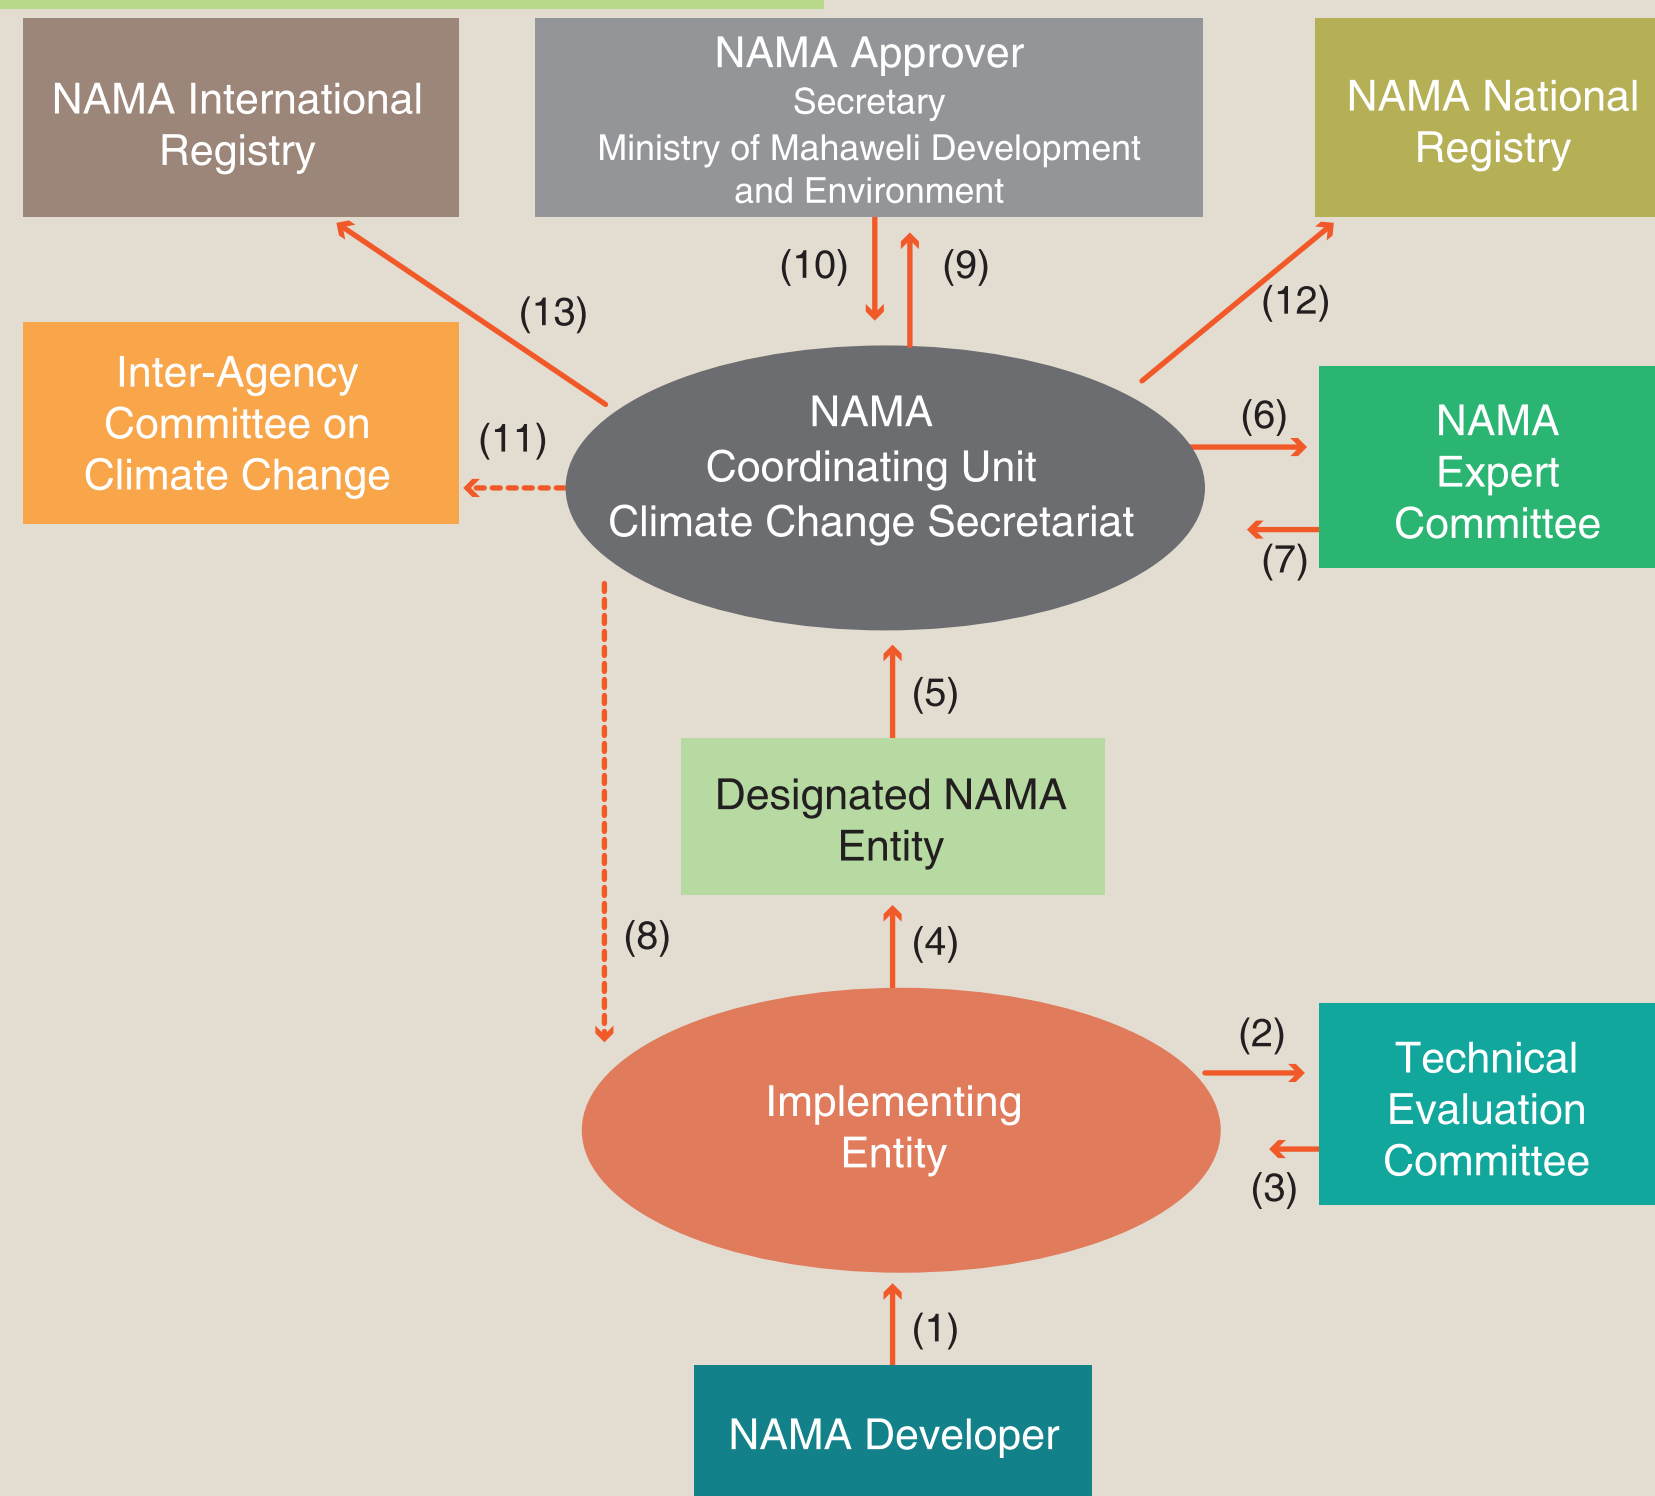 NAMA International
Registry
NAMA Approver
Secretary
Ministry of Mahaweli Development
and Environment
NAMA National
Registry
(10)
(9)
(13)
(12)
Inter-Agency
Committee on
Climate Change
(11)
NAMA
Coordinating Unit
Climate Change Secretariat
(6)
(7)
NAMA
Expert
Committee
(5)
Designated NAMA
Entity
(8)
(4)
Implementing
Entity
(2)
(3)
Technical
Evaluation
Committee
(1)
NAMA Developer